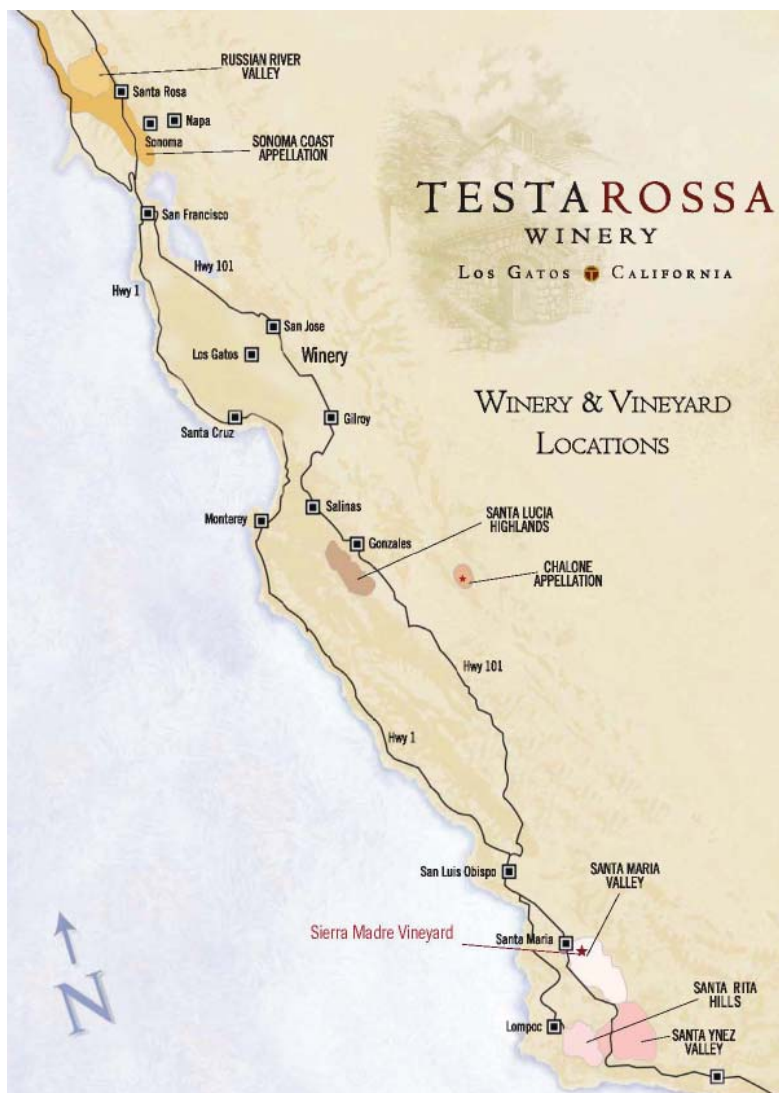 RUSSIAN RIVER
VALLEY
Santa Rosa
Napa
Sonoma
SONOMA COAST
APPELLATION
TESTAROSSA
WINERY
LOS GATOS T CALIFORNIA
San Francisco
Hwy 101
Hwy 1
San Jose
Los Gatos
Winery
WINERY & VINEYARD
LOCATIONS
Santa Cruz
Gilroy
Salinas
SANTA LUCIA
HIGHLANDS
Monterey
Gonzales
CHALONE
APPELLATION
Hwy 101
Hwy 1
San Luis Obispo
SANTA MARIA
VALLEY
Sierra Madre Vineyard
Santa Maria
SANTA RITA
HILLS
Lompoc
SANTA YNEZ
VALLEY
N